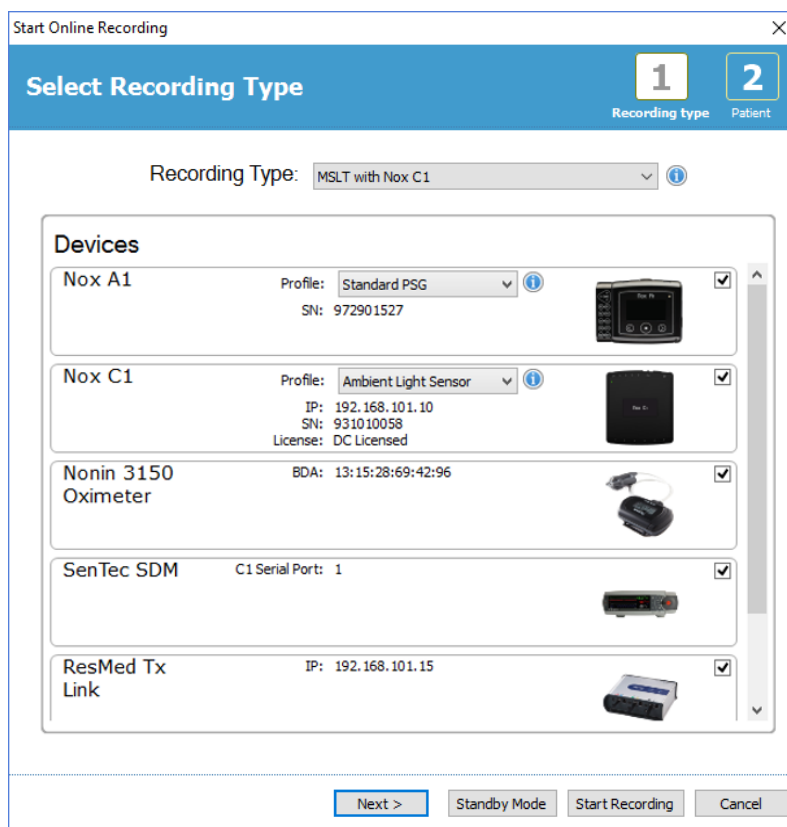 Start Online Recording
Select Recording Type
1
Recording type
2
Patient
Recording Type: MSLT with Nox C1
Devices
Nox A1
Profile: Standard PSG
SN: 972901527
Nox C1
Profile: Ambient Light Sensor
IP: 192.168.101.10
SN: 931010058
License: DC Licensed
Nonin 3150
Oximeter
BDA: 13:15:28:69:42:96
SenTec SDM
C1 Serial Port: 1
ResMed Tx
Link
IP: 192.168.101.15
Next >
Standby Mode
Start Recording
Cancel